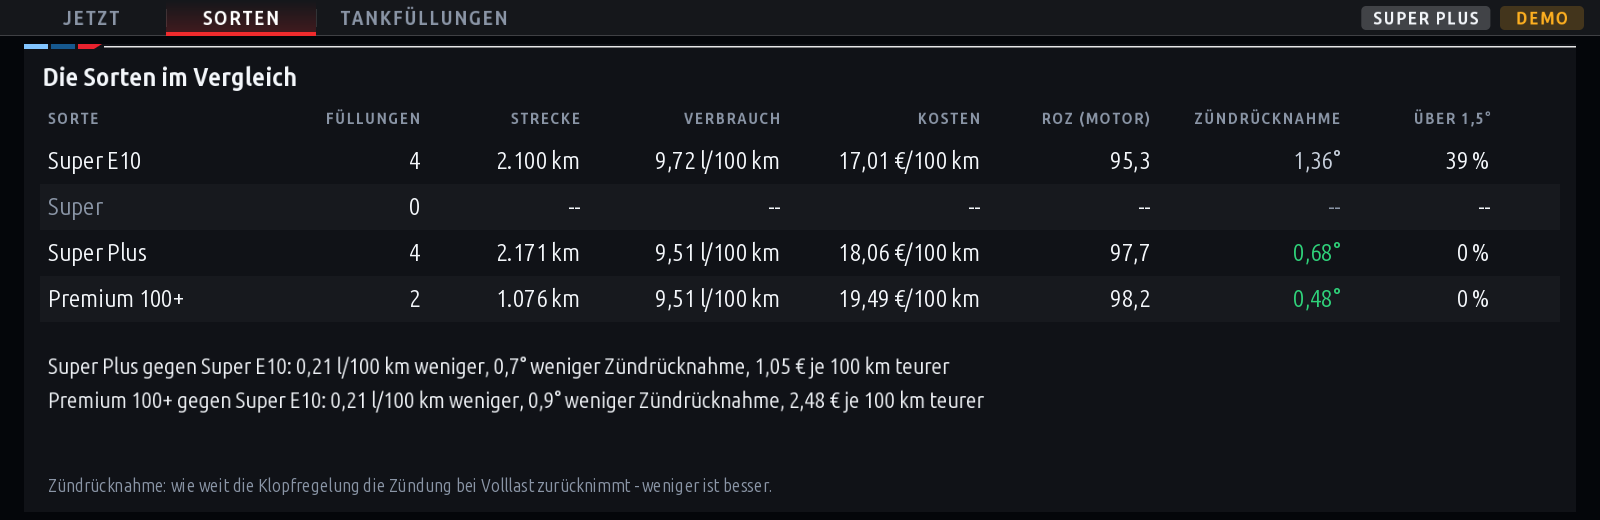 JETZT SORTEN TANKFÜLLUNGEN SUPER PLUS DEMO
Die Sorten im Vergleich
SORTE FÜLLUNGEN STRECKE VERBRAUCH KOSTEN ROZ (MOTOR) ZÜNDRÜCKNAHME ÜBER 1,5°
Super E10 4 2.100 km 9,72 l/100 km 17,01 €/100 km 95,3 1,36° 39 %
Super 0 -- -- -- -- -- --
Super Plus 4 2.171 km 9,51 l/100 km 18,06 €/100 km 97,7 0,68° 0 %
Premium 100+ 2 1.076 km 9,51 l/100 km 19,49 €/100 km 98,2 0,48° 0 %
Super Plus gegen Super E10: 0,21 l/100 km weniger, 0,7° weniger Zündrücknahme, 1,05 € je 100 km teurer
Premium 100+ gegen Super E10: 0,21 l/100 km weniger, 0,9° weniger Zündrücknahme, 2,48 € je 100 km teurer
Zündrücknahme: wie weit die Klopfregelung die Zündung bei Volllast zurücknimmt - weniger ist besser.